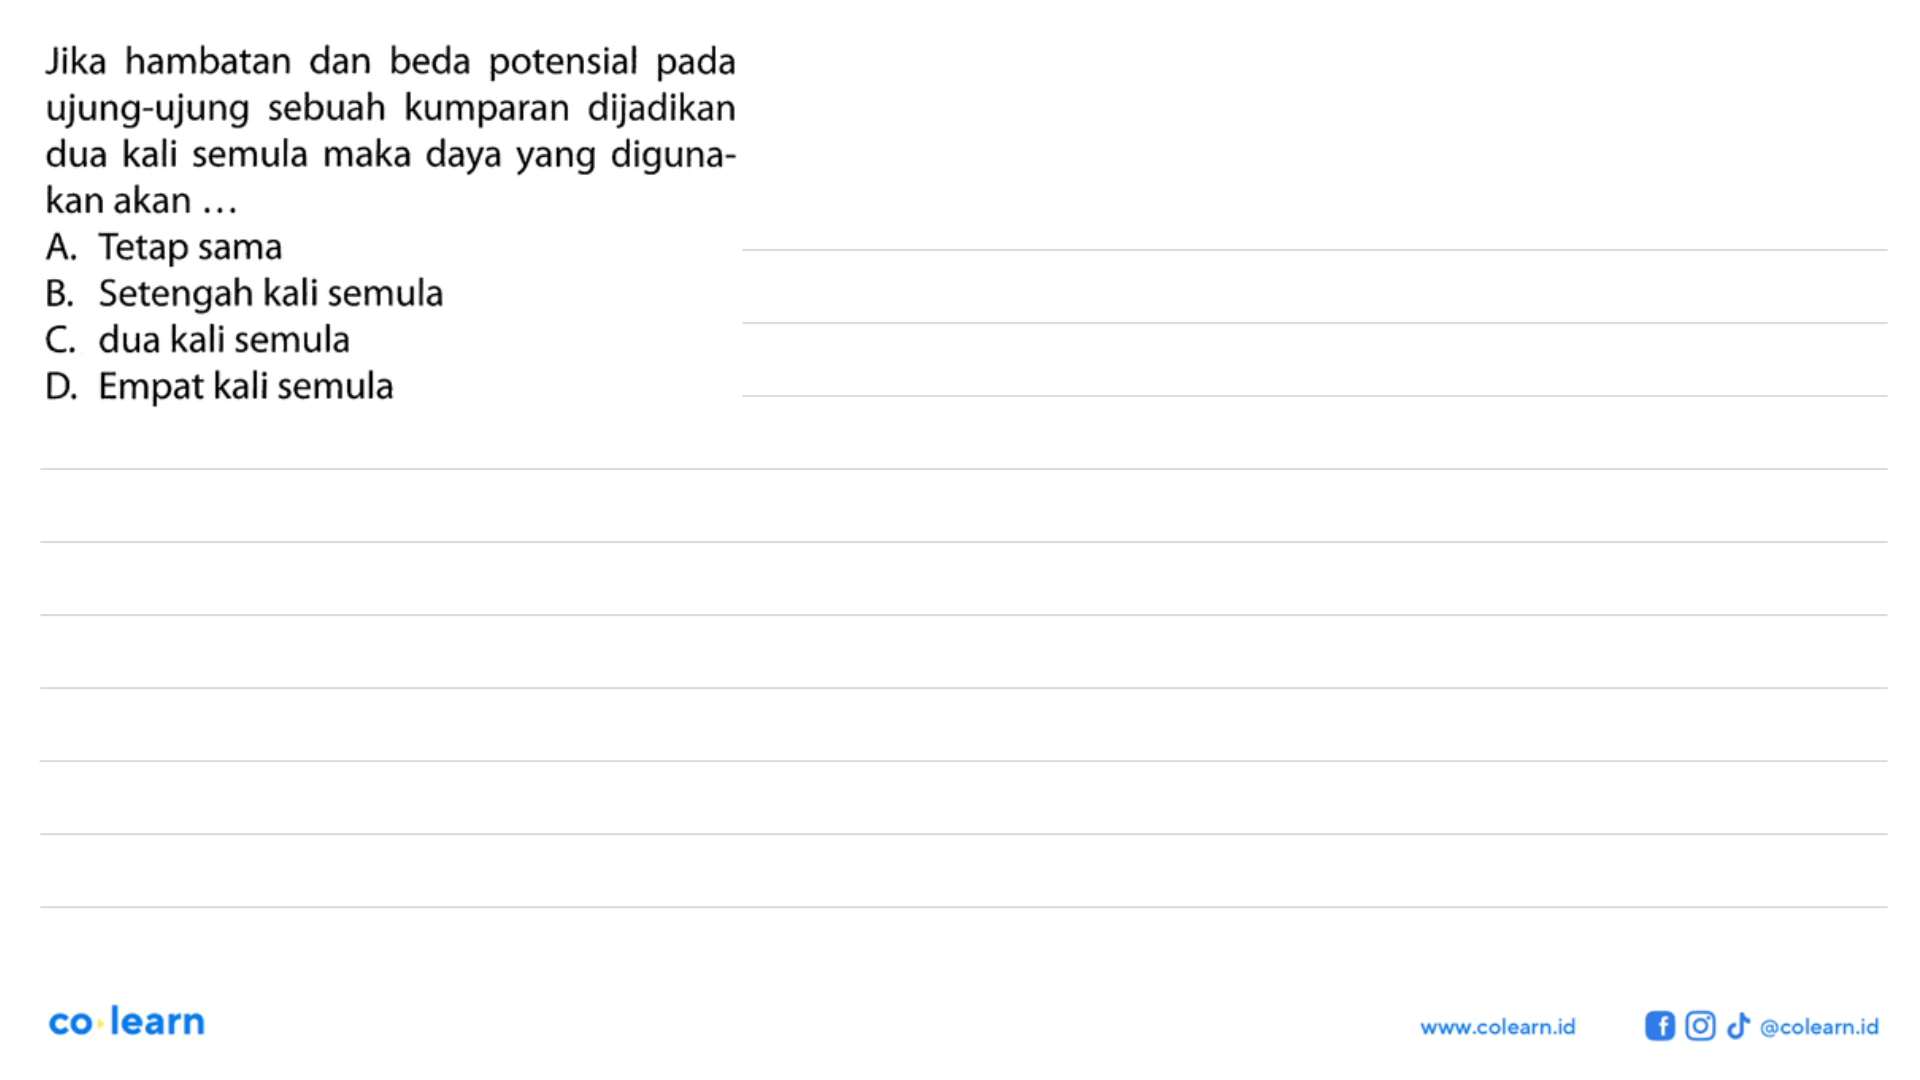 Jika hambatan dan beda potensial pada
ujung-ujung sebuah kumparan dijadikan
dua kali semula maka daya yang diguna-
kan akan ...
A. Tetap sama
B. Setengah kali semula
C. dua kali semula
D. Empat kali semula
co learn
www.colearn.id
@colearn.id